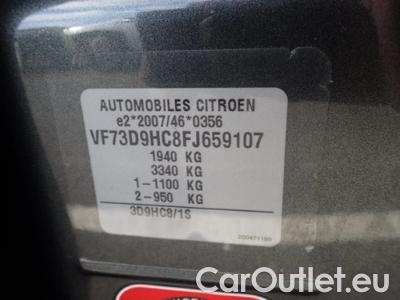 AUTOMOBILES CITROEN
e2*2007/46*0356
VF73D9HC8FJ659107
1940 KG
3340 KG
1-1100 KG
2-950 KG
3D9HC8/1S
CarOutlet.eu